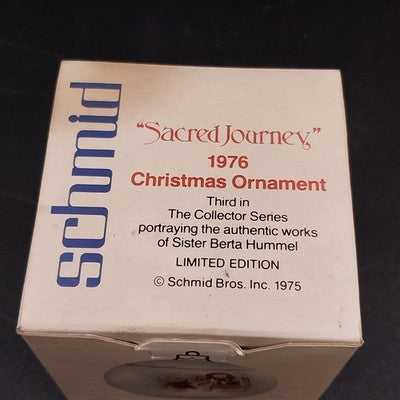 schmid
"Sacred Journey,"
1976
Christmas Ornament
Third in
The Collector Series
portraying the authentic works
of Sister Berta Hummel
LIMITED EDITION
© Schmid Bros. Inc. 1975